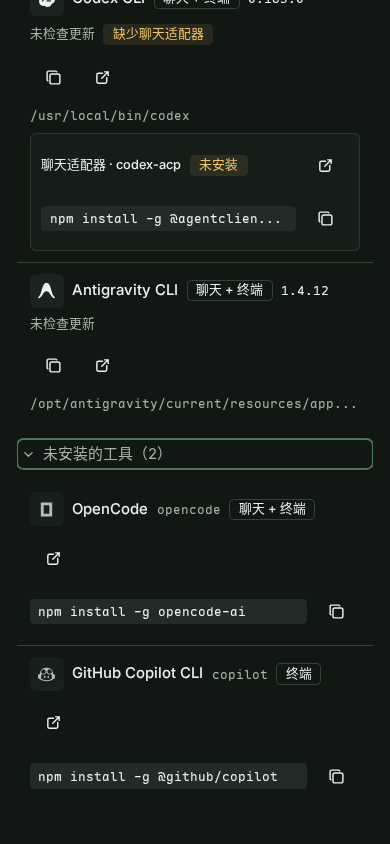 Codex CLI 聊天 + 终端 0.165.0
未检查更新 缺少聊天适配器
/usr/local/bin/codex
聊天适配器 · codex-acp 未安装
npm install -g @agentclien...
Antigravity CLI 聊天 + 终端 1.4.12
未检查更新
/opt/antigravity/current/resources/app...
未安装的工具（2）
OpenCode opencode 聊天 + 终端
npm install -g opencode-ai
GitHub Copilot CLI copilot 终端
npm install -g @github/copilot